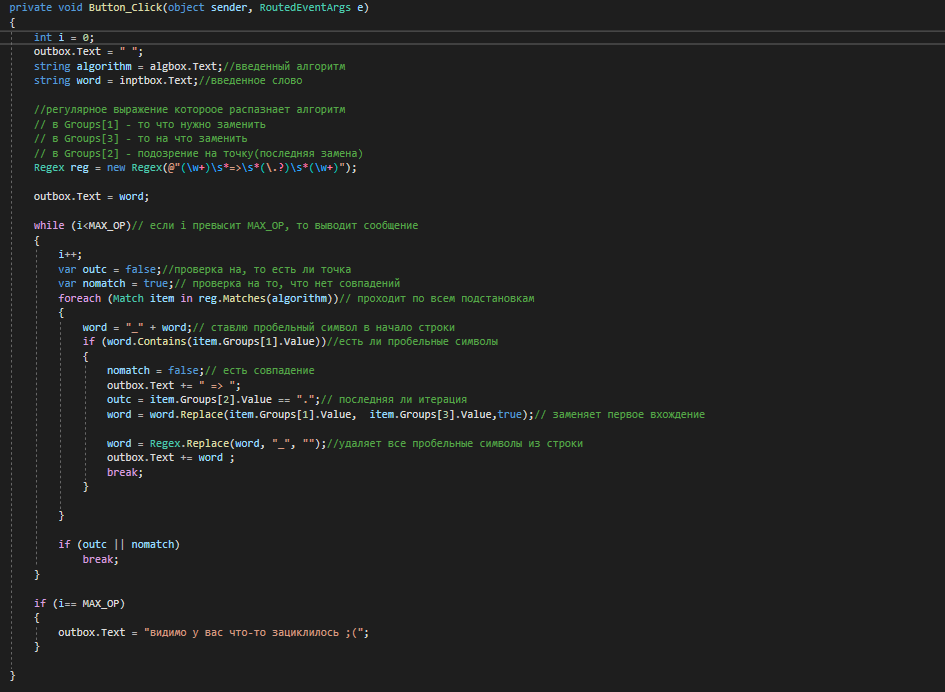 private void Button_Click(object sender, RoutedEventArgs e)
{
int i = 0;
outbox.Text = " ";
string algorithm = algbox.Text;//введенный алгоритм
string word = inptbox.Text;//введенное слово
//регулярное выражение котороое распазнает алгоритм
// в Groups[1] - то что нужно заменить
// в Groups[3] - то на что заменить
// в Groups[2] - подозрение на точку(последняя замена)
Regex reg = new Regex(@"(\w+)\s*=>\s*(\.?)\s*(\w+)");
outbox.Text = word;
while (i<MAX_OP)// если i превысит MAX_OP, то выводит сообщение
{
i++;
var outc = false;//проверка на, то есть ли точка
var nomatch = true;// проверка на то, что нет совпадений
foreach (Match item in reg.Matches(algorithm))// проходит по всем подстановкам
{
word = "_" + word;// ставлю пробельный символ в начало строки
if (word.Contains(item.Groups[1].Value))//есть ли пробельные символы
{
nomatch = false;// есть совпадение
outbox.Text += " => ";
outc = item.Groups[2].Value == ".";// последняя ли итерация
word = word.Replace(item.Groups[1].Value,  item.Groups[3].Value,true);// заменяет первое вхождение
word = Regex.Replace(word, "_", "");//удаляет все пробельные символы из строки
outbox.Text += word ;
break;
}
}
if (outc || nomatch)
break;
}
if (i== MAX_OP)
{
outbox.Text = "видимо у вас что-то зациклилось ;(";
}
}